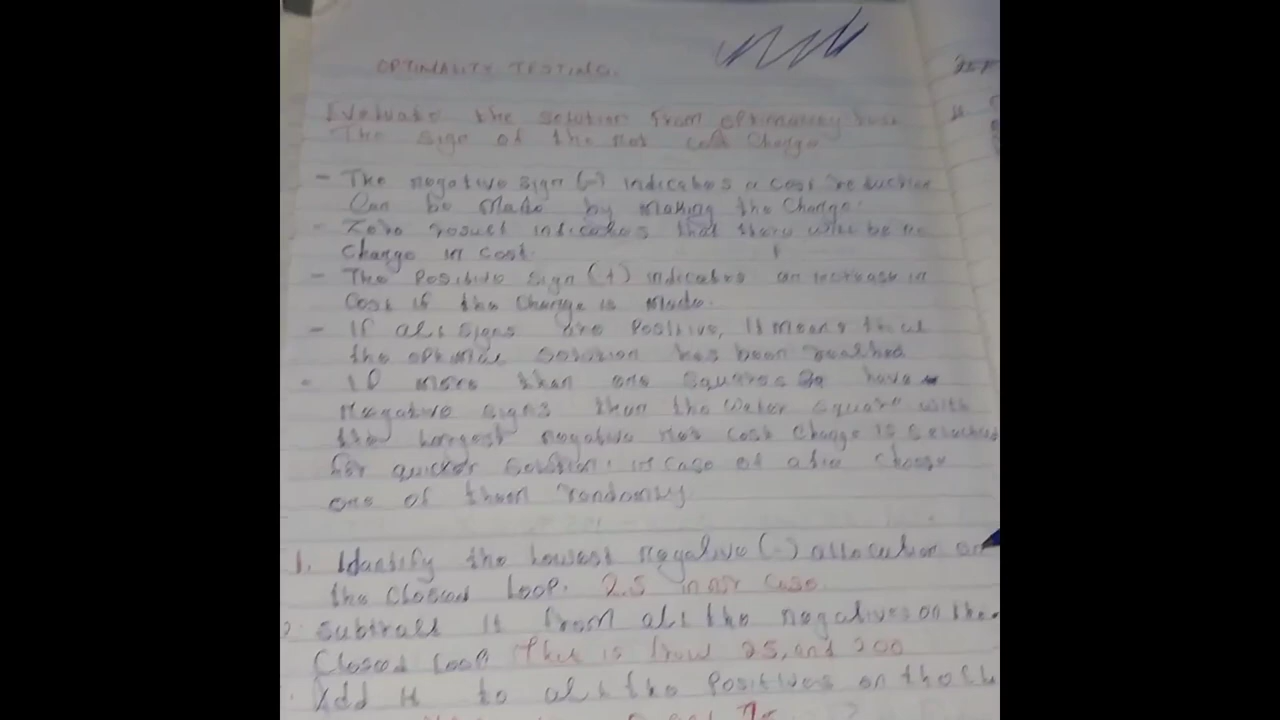 OPTIMALITY TESTING.
Evaluate the solution from optimality test
The sign of the net cost change
- The negative sign (-) indicates a cost reduction
Can be made by making the change.
- Zero result indicates that there will be no
change in cost.
- The Positive sign (+) indicates an increase in
Cost if the change is made.
- If all signs are Positive, it means that
the optimal solution has been reached
- If more than one squares have
Negative signs then the water square with
the largest negative net cost change is selected
for quicker solution. in case of a tie choose
one of them randomly
1. Identify the lowest negative (-) allocation on
the closed loop. 25 in our case.
2. Subtract it from all the negatives on the
Closed Loop This is from 25, and 200
Add it to all the Positives on the